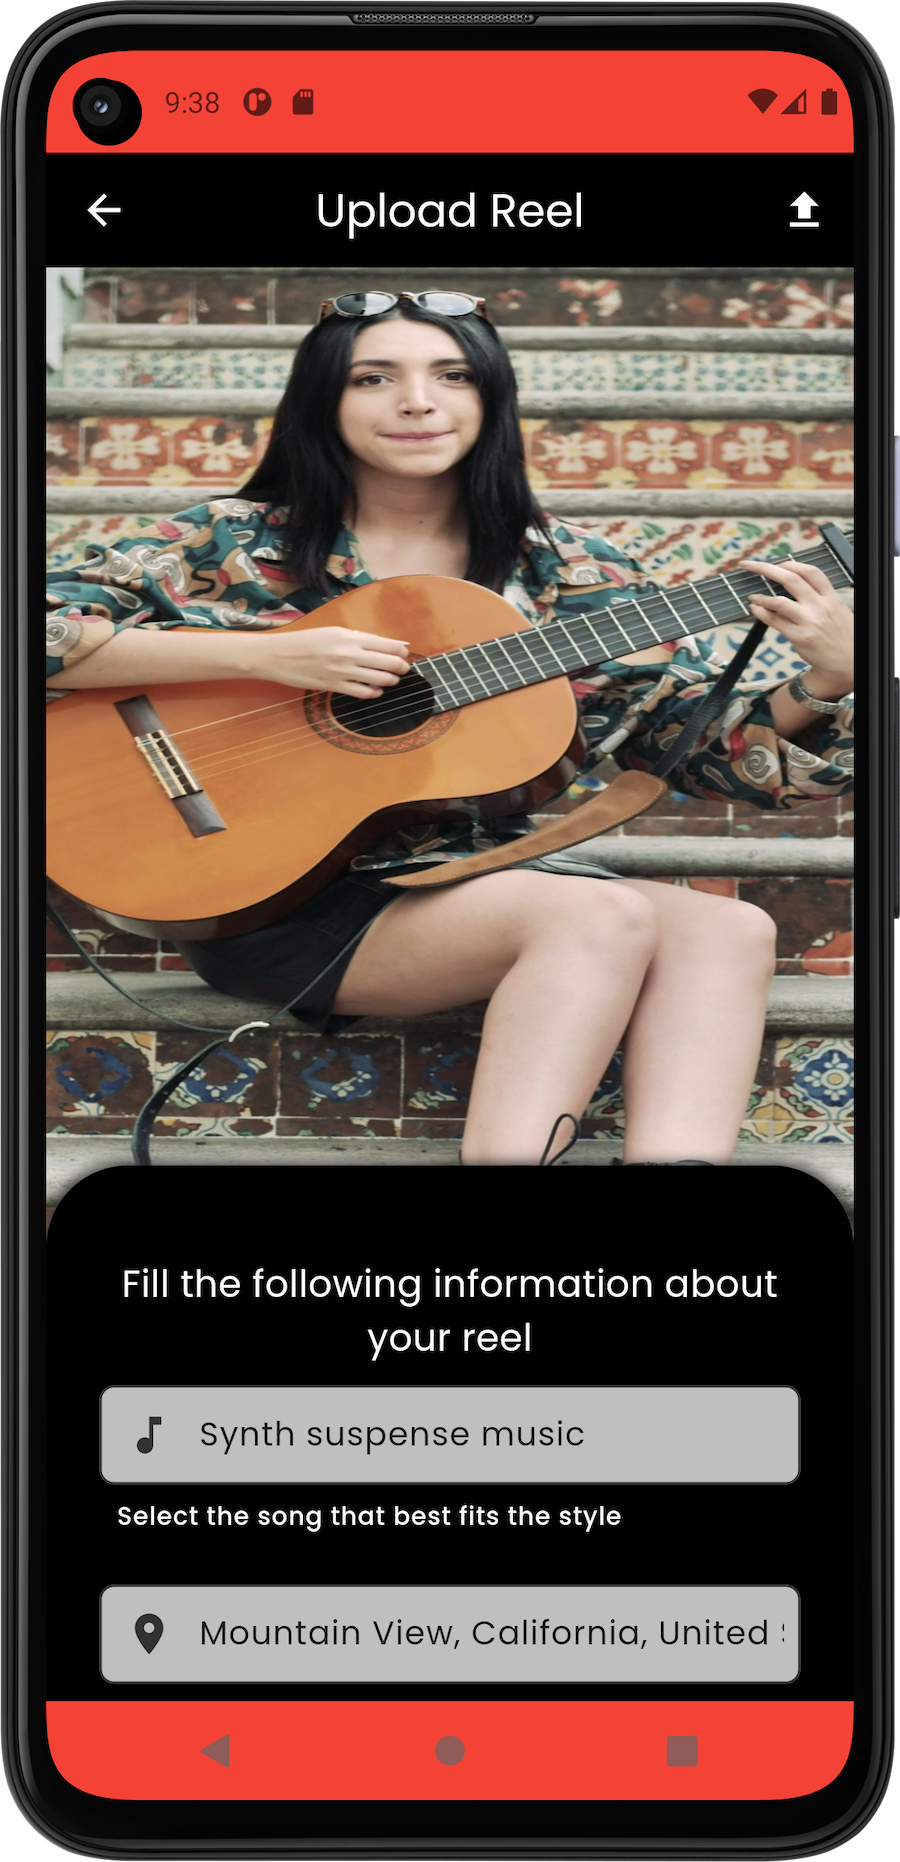 9:38
Upload Reel
Fill the following information about
your reel
Synth suspense music
Select the song that best fits the style
Mountain View, California, United